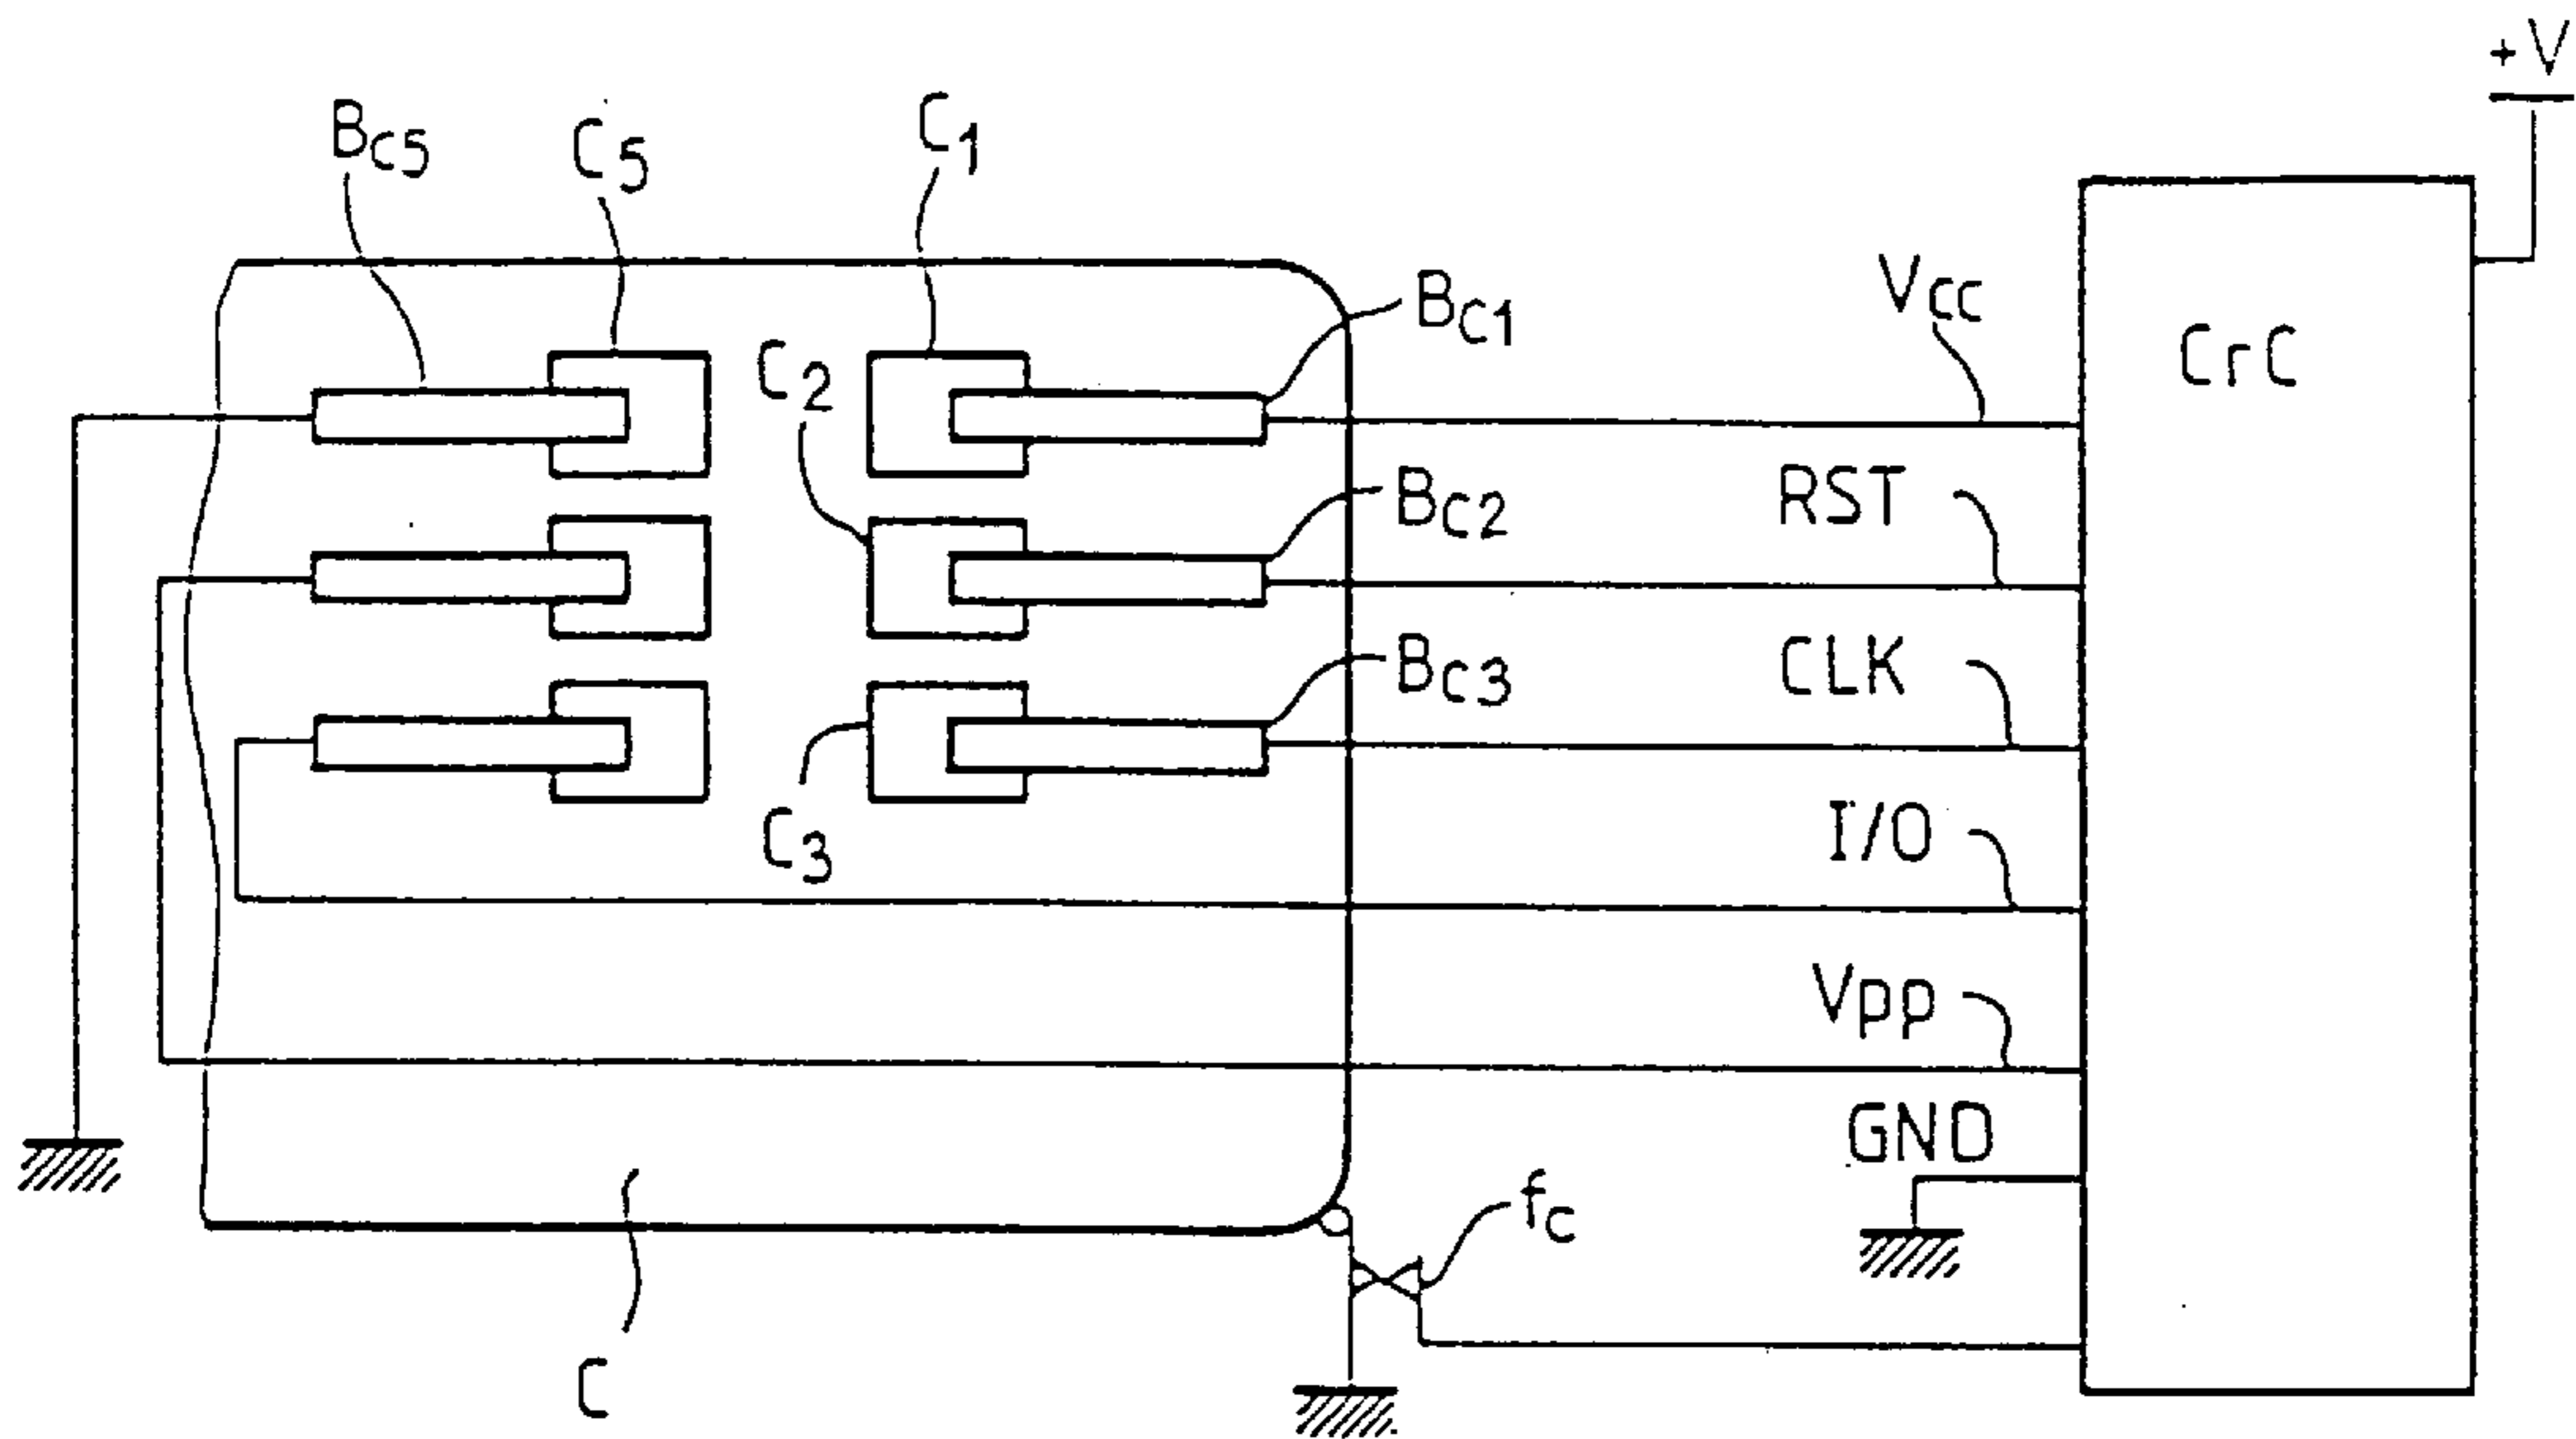 +V
BC5
C5
C1
BC1
VCC
CrC
C2
BC2
RST
BC3
CLK
C3
I/O
Vpp
GND
fc
C